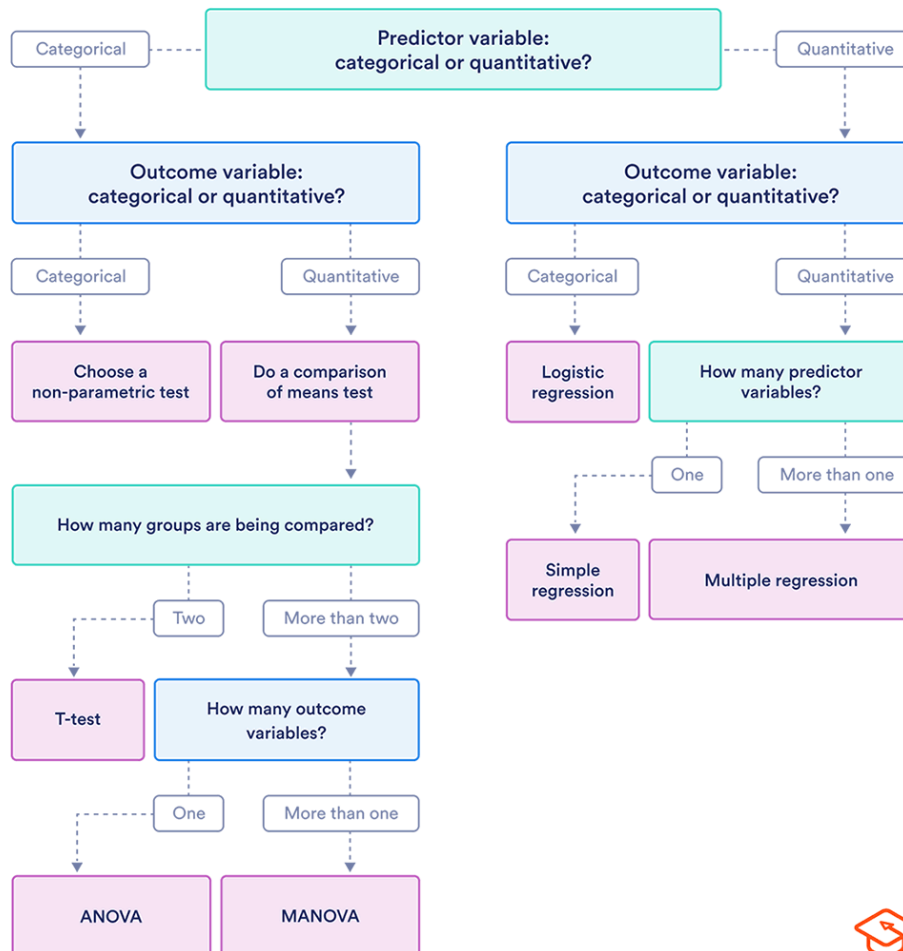 Predictor variable:
categorical or quantitative?
Categorical
Quantitative
Outcome variable:
categorical or quantitative?
Outcome variable:
categorical or quantitative?
Categorical
Quantitative
Categorical
Quantitative
Choose a
non-parametric test
Do a comparison
of means test
Logistic
regression
How many predictor
variables?
One
More than one
How many groups are being compared?
Simple
regression
Multiple regression
Two
More than two
T-test
How many outcome
variables?
One
More than one
ANOVA
MANOVA